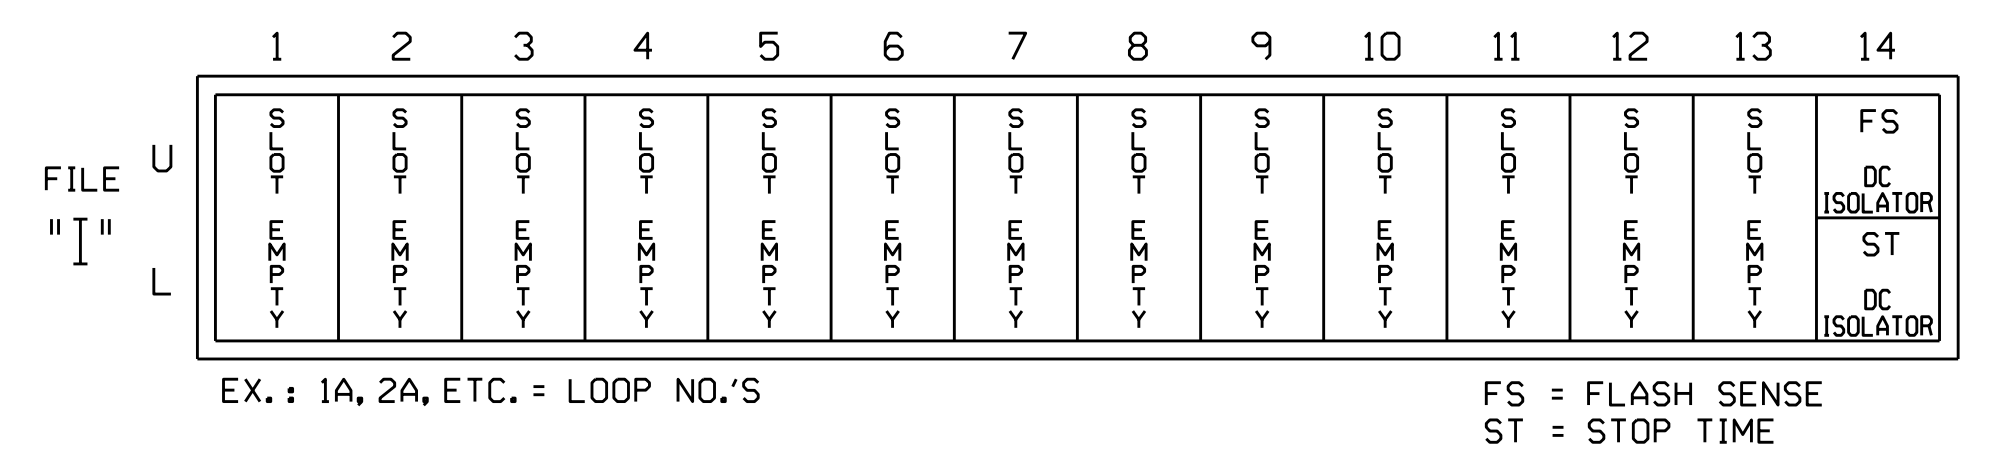 1 2 3 4 5 6 7 8 9 10 11 12 13 14
FILE
"I"
U
L
SLOT EMPTY
SLOT EMPTY
SLOT EMPTY
SLOT EMPTY
SLOT EMPTY
SLOT EMPTY
SLOT EMPTY
SLOT EMPTY
SLOT EMPTY
SLOT EMPTY
SLOT EMPTY
SLOT EMPTY
SLOT EMPTY
FS
DC
ISOLATOR
ST
DC
ISOLATOR
EX.: 1A, 2A, ETC. = LOOP NO.'S
FS = FLASH SENSE
ST = STOP TIME